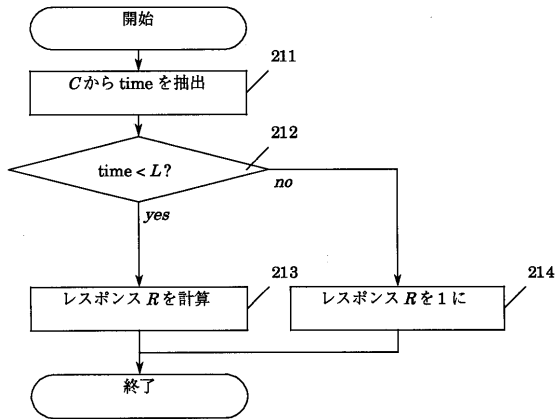 開始
211
Cからtimeを抽出
212
time < L?
no
yes
213
レスポンスRを計算
214
レスポンスRを1に
終了